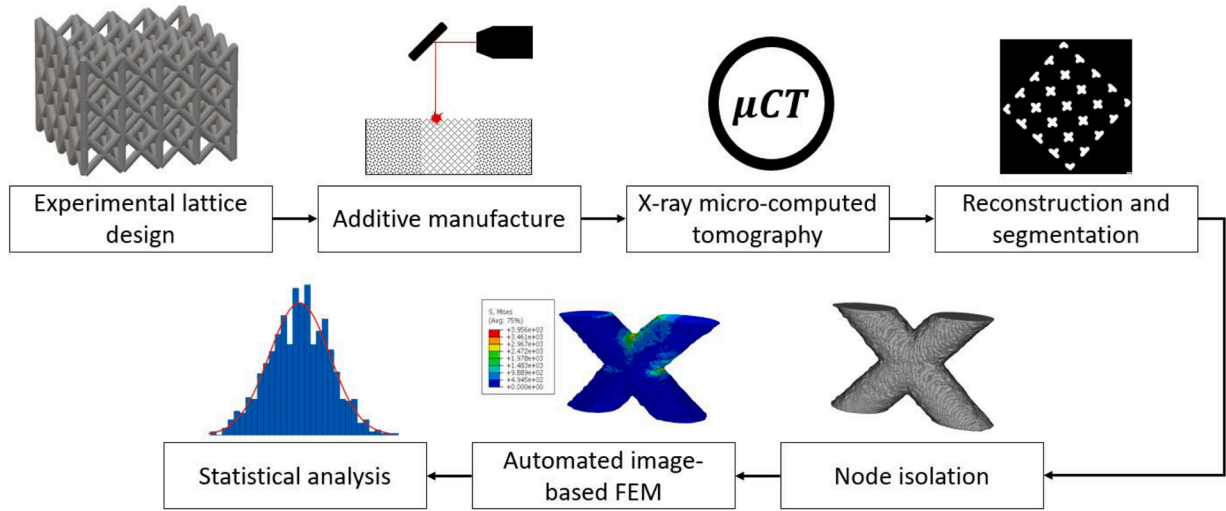 μCT
Experimental lattice
design
Additive manufacture
X-ray micro-computed
tomography
Reconstruction and
segmentation
S, Mises
(Avg: 75%)
+3.956e+03
+3.461e+03
+2.967e+03
+2.472e+03
+1.978e+03
+1.483e+03
+9.889e+02
+4.945e+02
+0.000e+00
Statistical analysis
Automated image-
based FEM
Node isolation